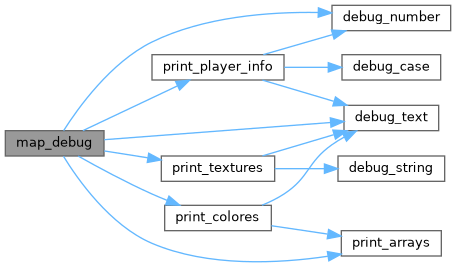 debug_number
print_player_info
debug_case
debug_text
map_debug
print_textures
debug_string
print_colores
print_arrays